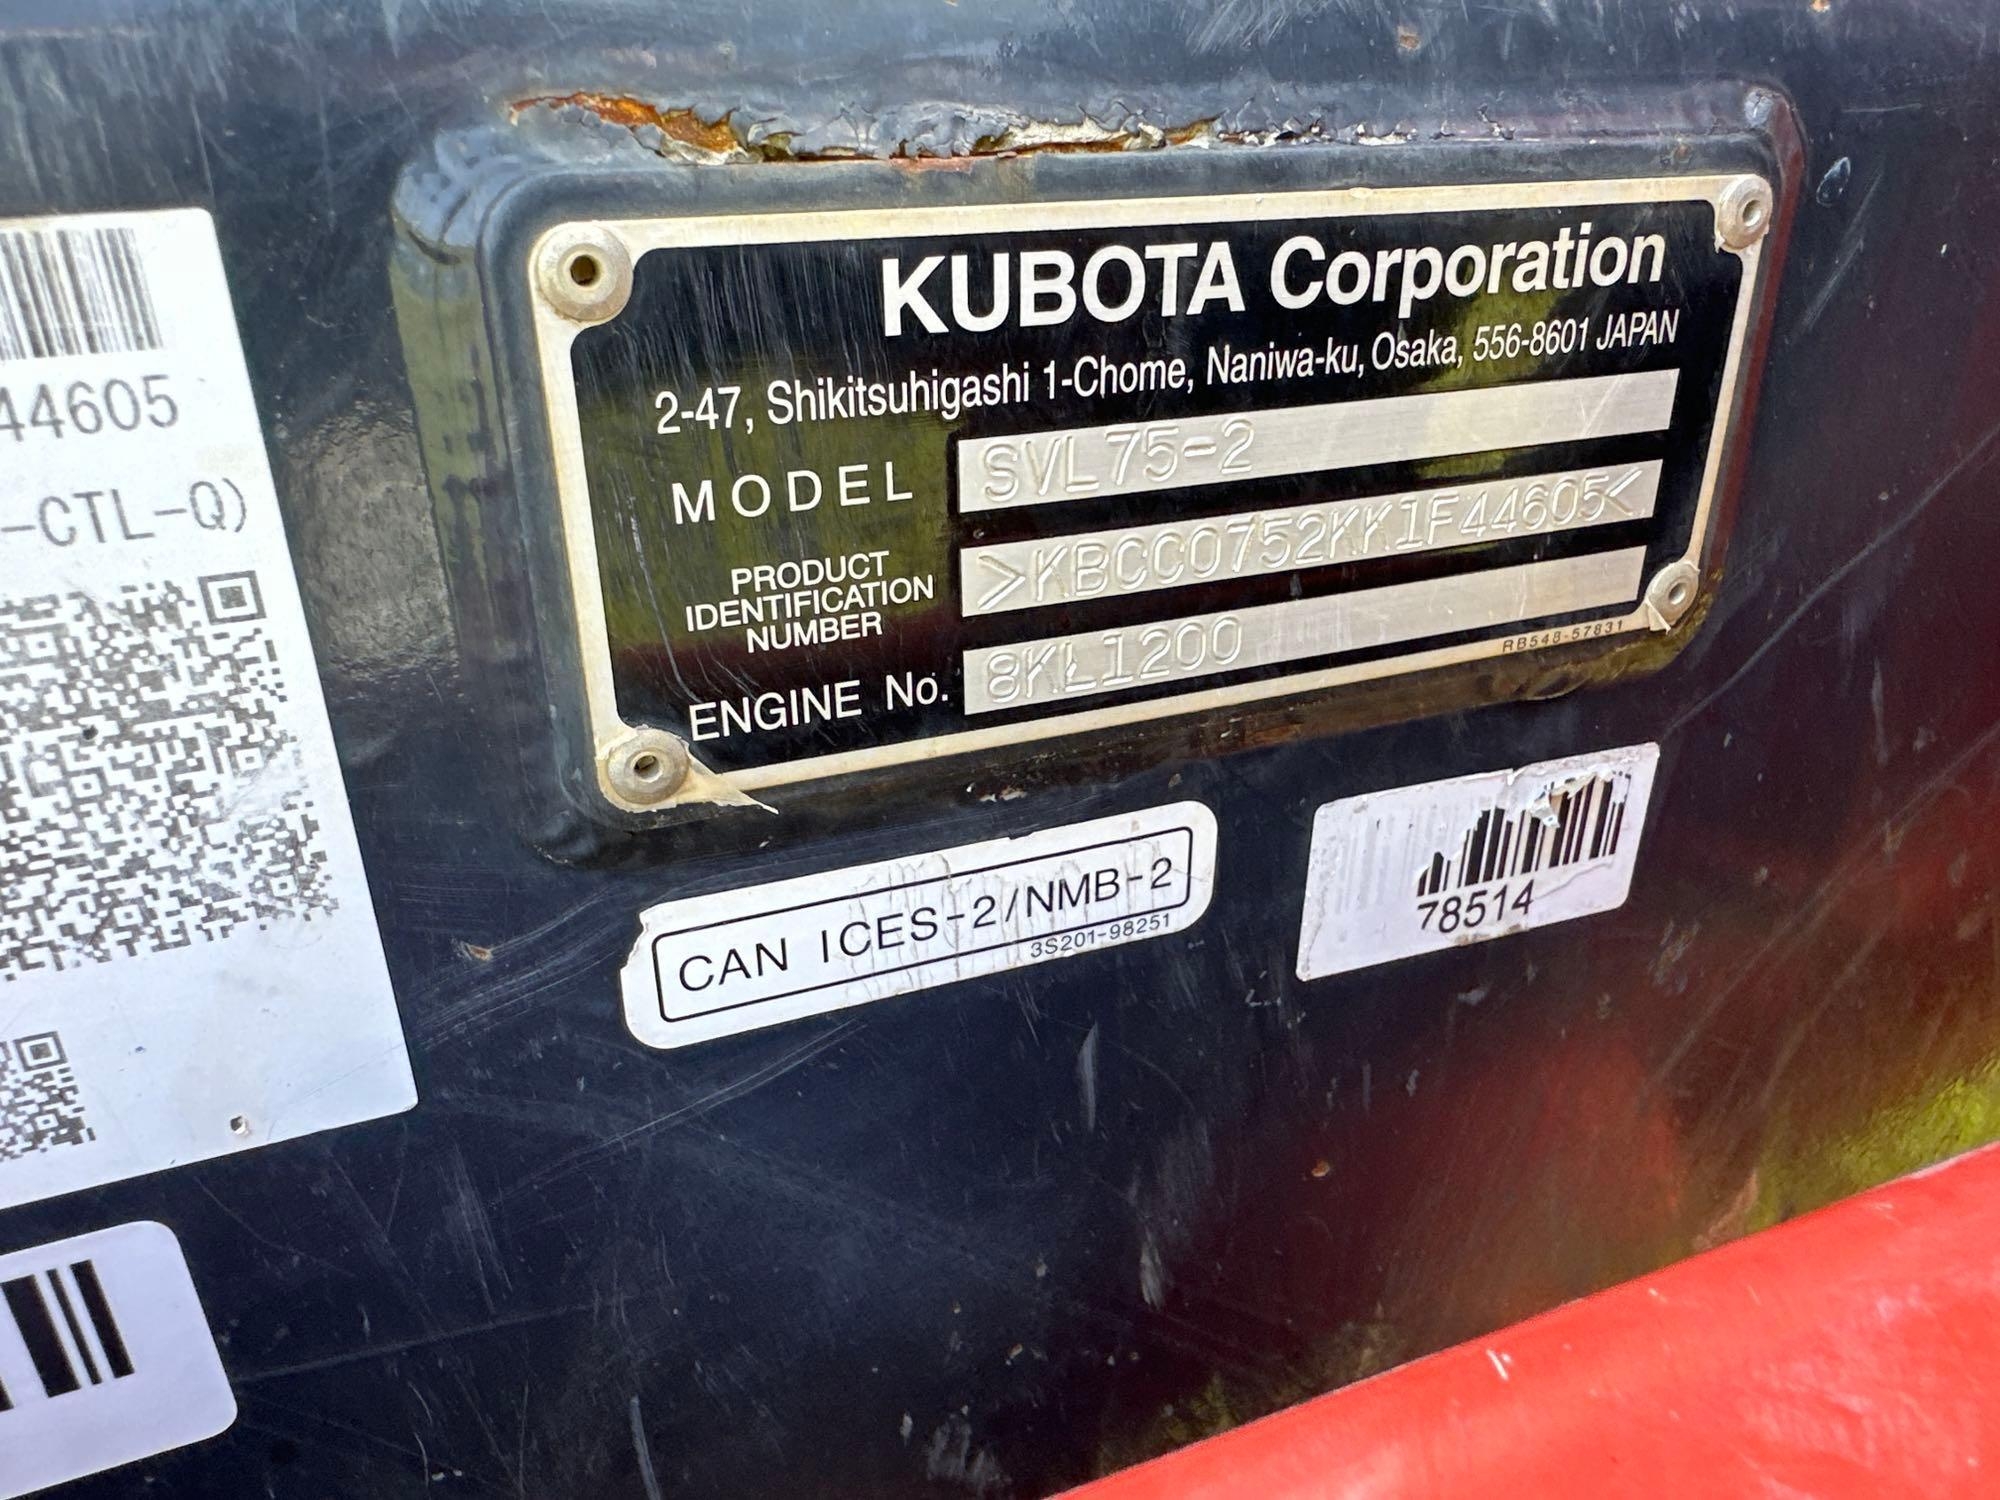 KUBOTA Corporation
2-47, Shikitsuhigashi 1-Chome, Naniwa-ku, Osaka, 556-8601 JAPAN
MODEL SVL75-2
PRODUCT
IDENTIFICATION
NUMBER
>KBCC0752KK1F44605<
ENGINE No. 8KL1200
RB548-57831
44605
-CTL-Q)
CAN ICES-2/NMB-2
3S201-98251
78514